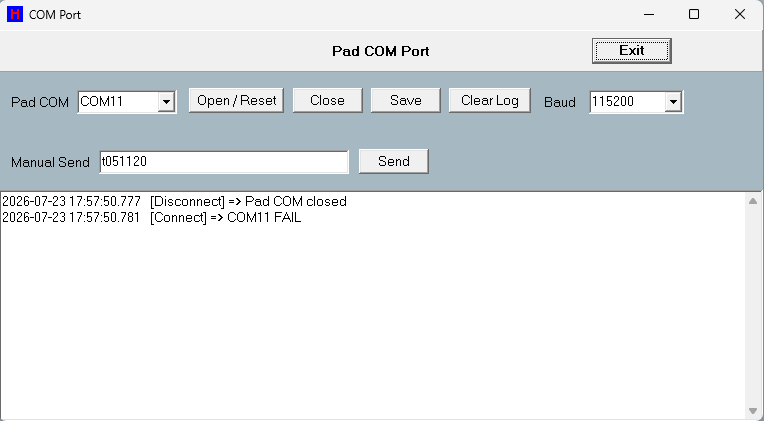 COM Port
Pad COM Port
Exit
Pad COM COM11 Open / Reset Close Save Clear Log Baud 115200
Manual Send t051120 Send
2026-07-23 17:57:50.777 [Disconnect] => Pad COM closed
2026-07-23 17:57:50.781 [Connect] => COM11 FAIL